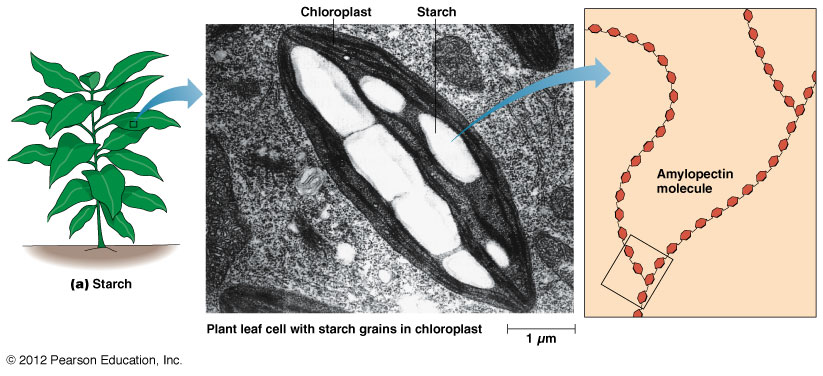 Chloroplast
Starch
Amylopectin
molecule
(a) Starch
Plant leaf cell with starch grains in chloroplast
1 µm
© 2012 Pearson Education, Inc.